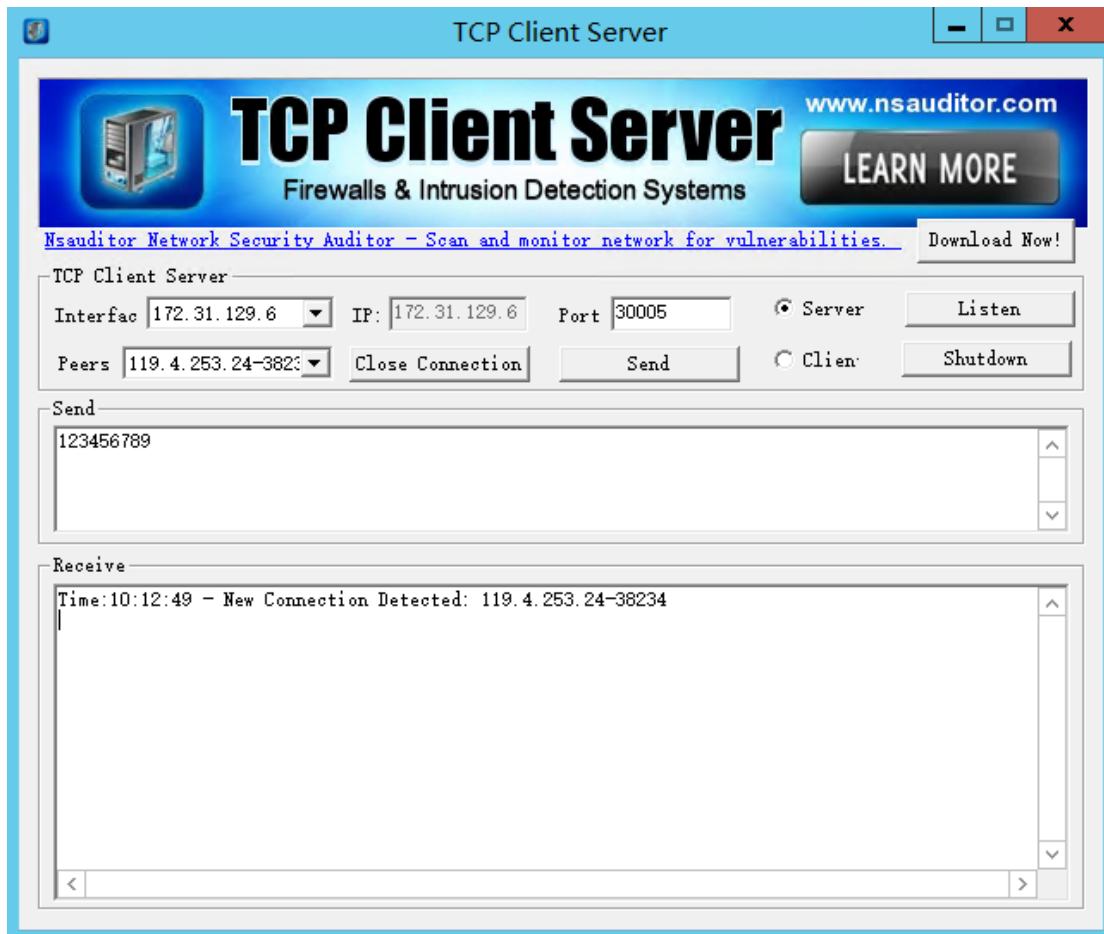 TCP Client Server
TCP Client Server
www.nsauditor.com
Firewalls & Intrusion Detection Systems
LEARN MORE
Nsauditor Network Security Auditor - Scan and monitor network for vulnerabilities.
Download Now!
TCP Client Server
Interfac 172.31.129.6 IP: 172.31.129.6 Port 30005 Server Listen
Peers 119.4.253.24-3823 Close Connection Send Clien Shutdown
Send
123456789
Receive
Time:10:12:49 - New Connection Detected: 119.4.253.24-38234